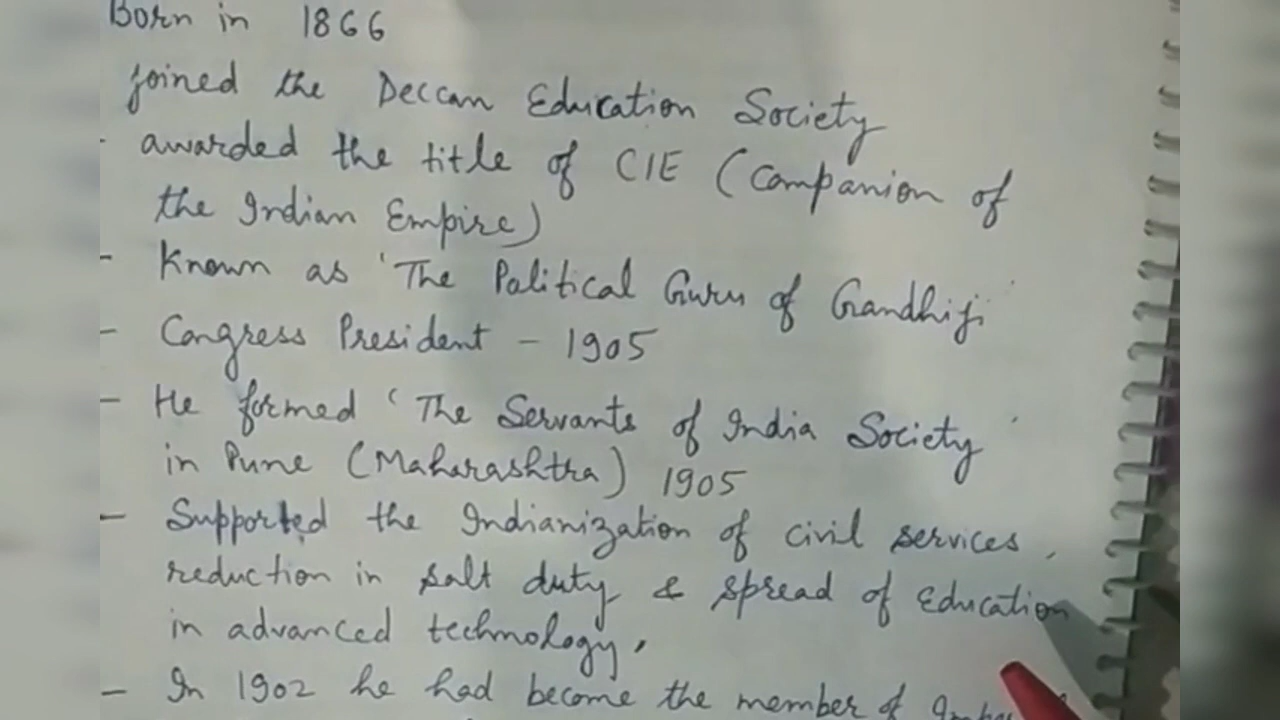 Born in 1866
joined the Deccan Education Society
- awarded the title of CIE (Companion of
the Indian Empire)
- Known as 'The Political Guru of Gandhiji'
- Congress President - 1905
- He formed 'The Servants of India Society'
in Pune (Maharashtra) 1905
- Supported the Indianization of civil services,
reduction in salt duty & spread of Education
in advanced technology.
- In 1902 he had become the member of